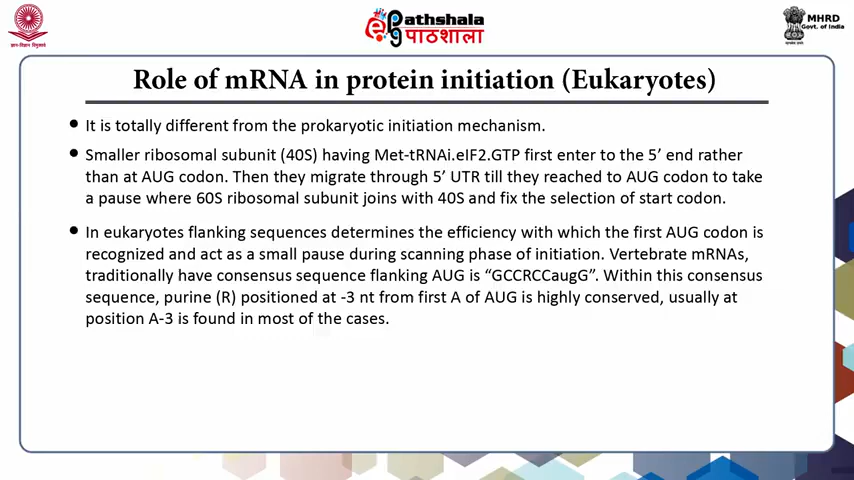 ePathshala
पाठशाला
MHRD
Govt. of India
Role of mRNA in protein initiation (Eukaryotes)
• It is totally different from the prokaryotic initiation mechanism.
• Smaller ribosomal subunit (40S) having Met-tRNAi.eIF2.GTP first enter to the 5’ end rather
than at AUG codon. Then they migrate through 5’ UTR till they reached to AUG codon to take
a pause where 60S ribosomal subunit joins with 40S and fix the selection of start codon.
• In eukaryotes flanking sequences determines the efficiency with which the first AUG codon is
recognized and act as a small pause during scanning phase of initiation. Vertebrate mRNAs,
traditionally have consensus sequence flanking AUG is “GCCRCCaugG”. Within this consensus
sequence, purine (R) positioned at -3 nt from first A of AUG is highly conserved, usually at
position A-3 is found in most of the cases.